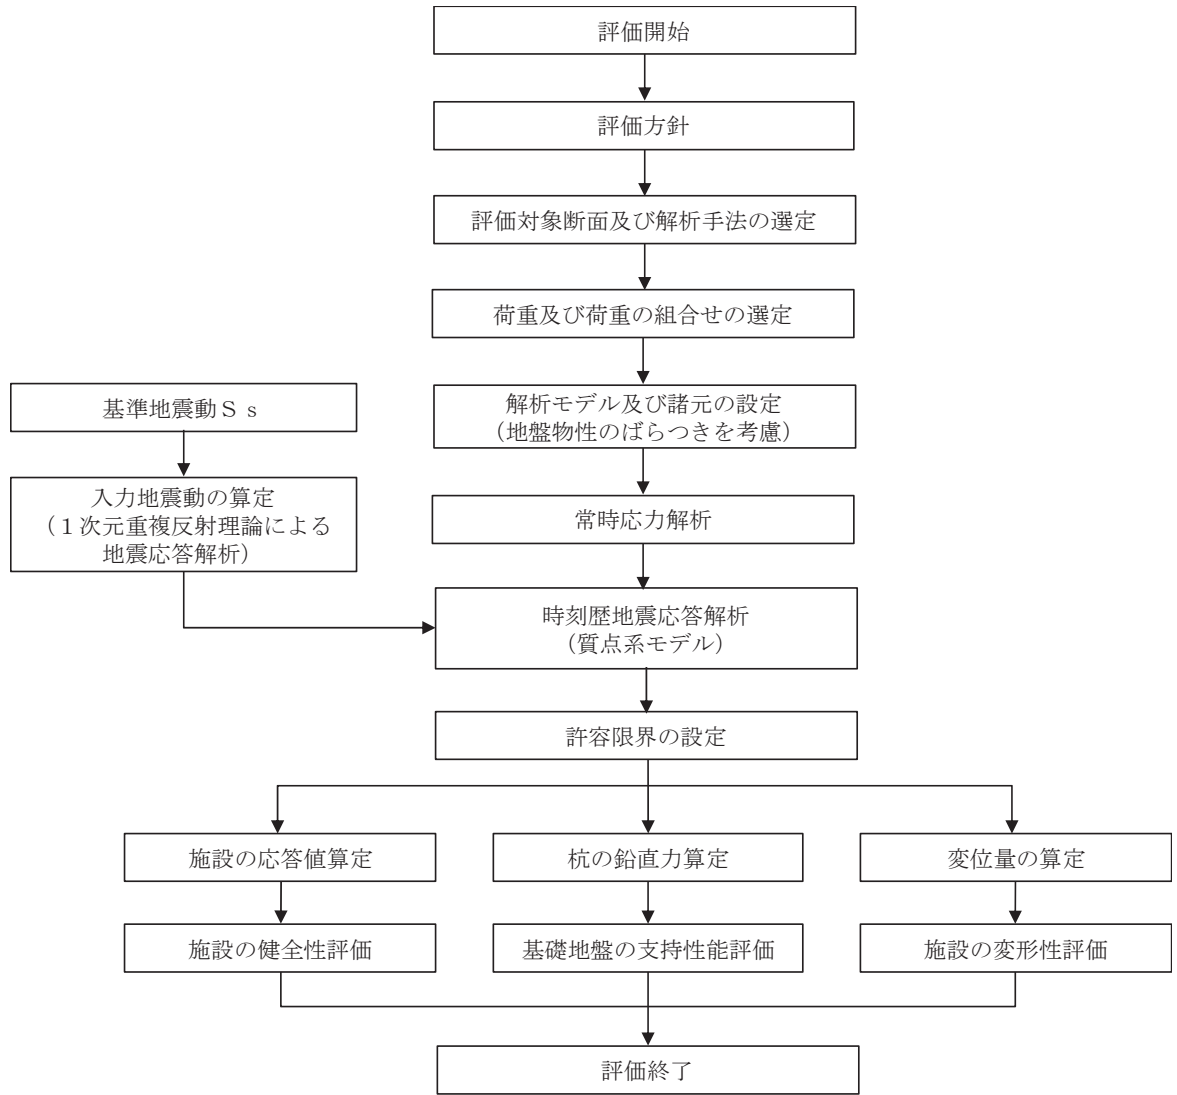 評価開始
評価方針
評価対象断面及び解析手法の選定
荷重及び荷重の組合せの選定
解析モデル及び諸元の設定
（地盤物性のばらつきを考慮）
基準地震動Ｓｓ
入力地震動の算定
（１次元重複反射理論による
地震応答解析）
常時応力解析
時刻歴地震応答解析
（質点系モデル）
許容限界の設定
施設の応答値算定
杭の鉛直力算定
変位量の算定
施設の健全性評価
基礎地盤の支持性能評価
施設の変形性評価
評価終了